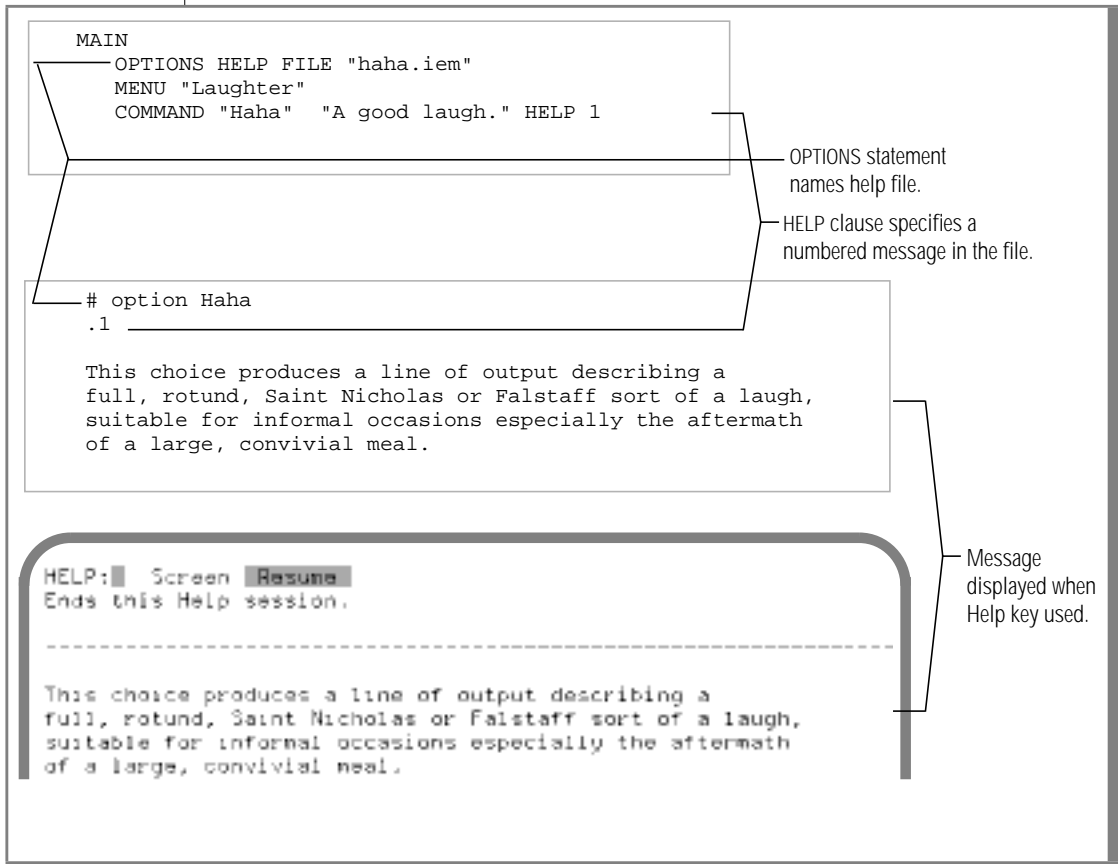 MAIN
OPTIONS HELP FILE "haha.iem"
MENU "Laughter"
COMMAND "Haha" "A good laugh." HELP 1
OPTIONS statement
names help file.
HELP clause specifies a
numbered message in the file.
# option Haha
.1
This choice produces a line of output describing a
full, rotund, Saint Nicholas or Falstaff sort of a laugh,
suitable for informal occasions especially the aftermath
of a large, convivial meal.
Message
displayed when
Help key used.
HELP: Screen Resume
Ends this Help session.
--------------------------------------------------------------
This choice produces a line of output describing a
full, rotund, Saint Nicholas or Falstaff sort of a laugh,
suitable for informal occasions especially the aftermath
of a large, convivial meal.